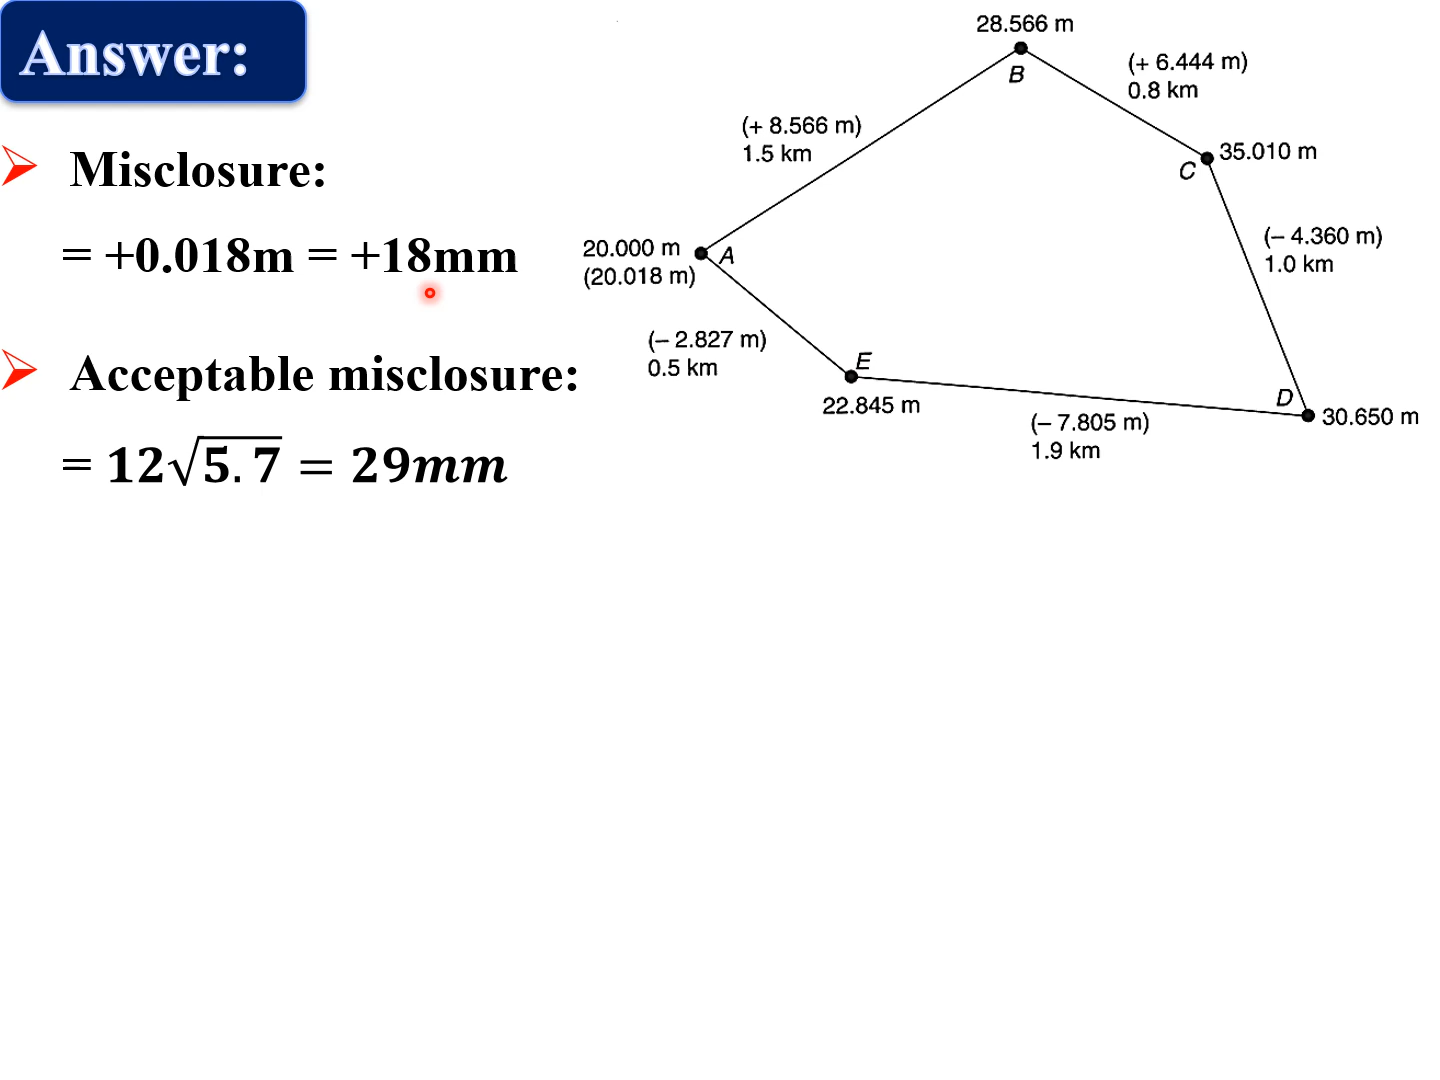 Answer:
Misclosure:
= +0.018m = +18mm
Acceptable misclosure:
= 12√5.7 = 29mm
28.566 m
B
(+ 6.444 m)
0.8 km
(+ 8.566 m)
1.5 km
35.010 m
C
20.000 m
(20.018 m)
A
(– 4.360 m)
1.0 km
(– 2.827 m)
0.5 km
E
22.845 m
D
30.650 m
(– 7.805 m)
1.9 km